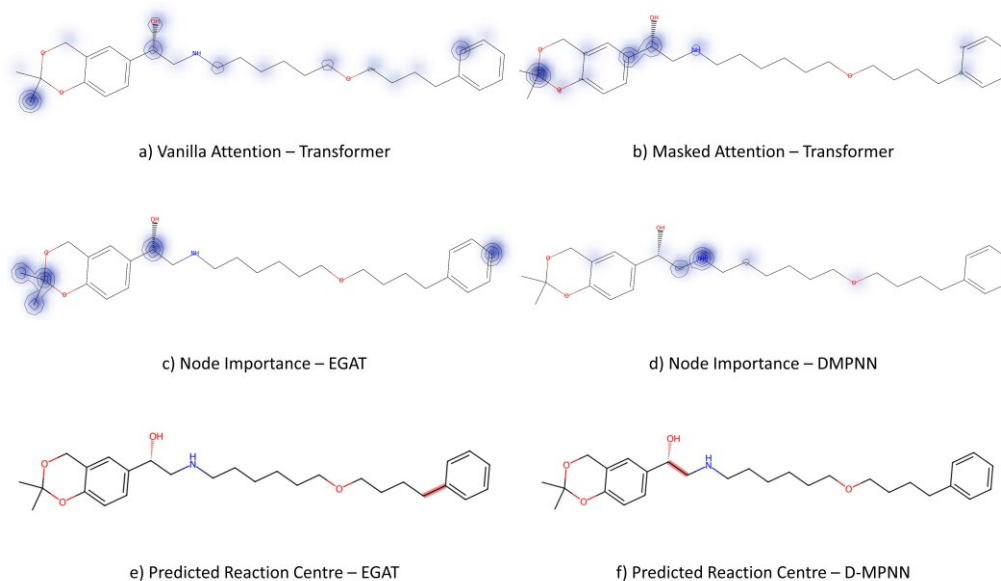 OH
OH
O
NH
O
NH
O
O
O
O
a) Vanilla Attention – Transformer
b) Masked Attention – Transformer
OH
OH
O
NH
O
NH
O
O
O
O
c) Node Importance – EGAT
d) Node Importance – DMPNN
OH
OH
H
N
H
N
O
O
O
O
O
O
e) Predicted Reaction Centre – EGAT
f) Predicted Reaction Centre – D-MPNN